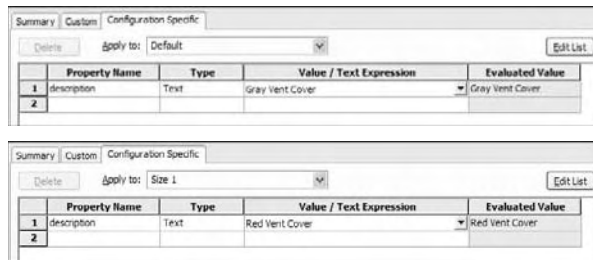 Summary Custom Configuration Specific
Delete Apply to: Default Edit List
Property Name Type Value / Text Expression Evaluated Value
1 description Text Gray Vent Cover Gray Vent Cover
2
Summary Custom Configuration Specific
Delete Apply to: Size 1 Edit List
Property Name Type Value / Text Expression Evaluated Value
1 description Text Red Vent Cover Red Vent Cover
2